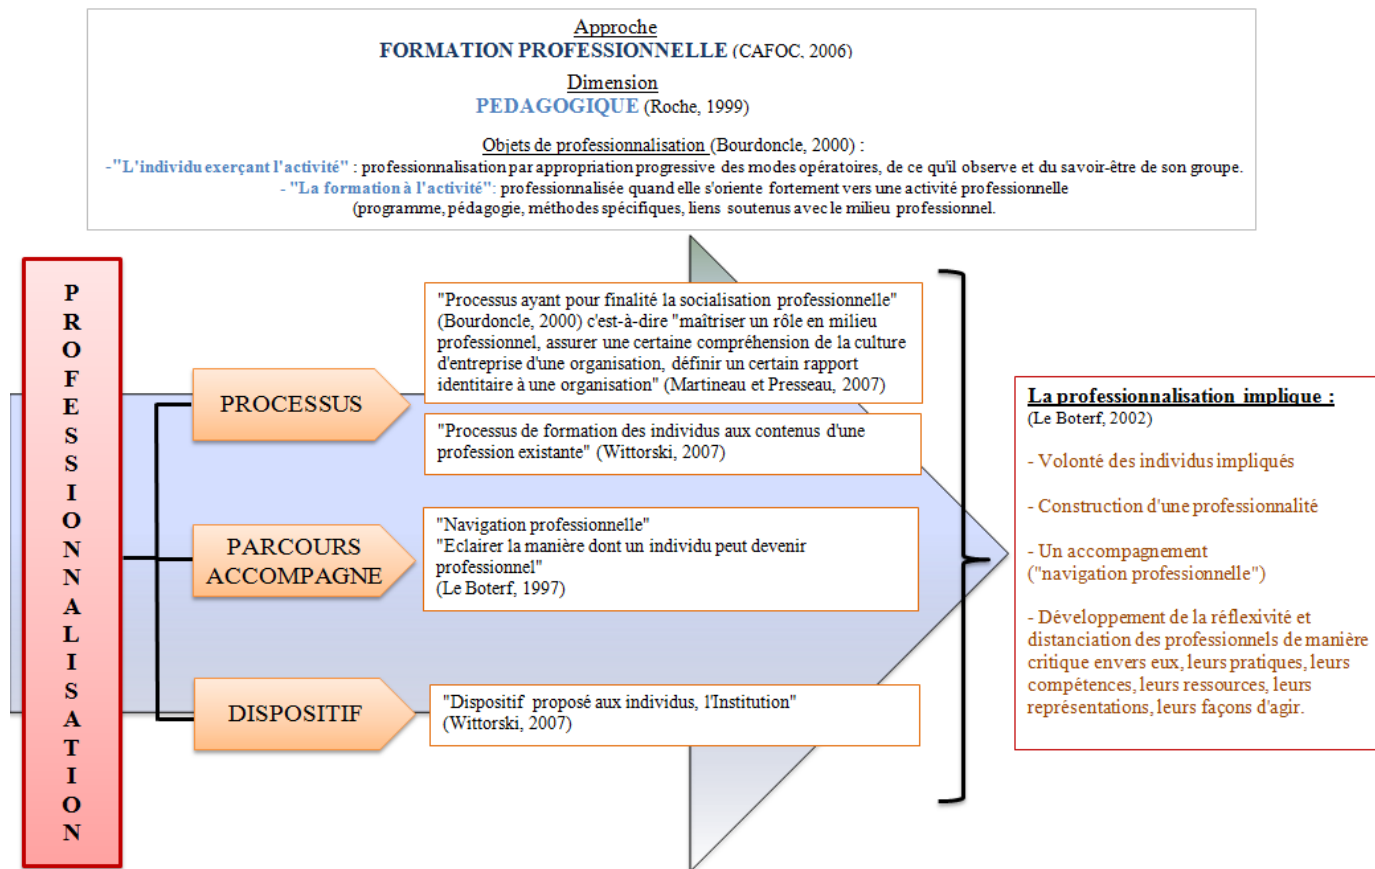 Approche
FORMATION PROFESSIONNELLE (CAFOC, 2006)
Dimension
PEDAGOGIQUE (Roche, 1999)
Objets de professionnalisation (Bourdoncle, 2000) :
-"L'individu exerçant l'activité" : professionnalisation par appropriation progressive des modes opératoires, de ce qu'il observe et du savoir-être de son groupe.
- "La formation à l'activité": professionnalisée quand elle s'oriente fortement vers une activité professionnelle
(programme, pédagogie, méthodes spécifiques, liens soutenus avec le milieu professionnel.
PROFESSIONNALISATION
PROCESSUS
"Processus ayant pour finalité la socialisation professionnelle"
(Bourdoncle, 2000) c'est-à-dire "maîtriser un rôle en milieu
professionnel, assurer une certaine compréhension de la culture
d'entreprise d'une organisation, définir un certain rapport
identitaire à une organisation" (Martineau et Presseau, 2007)
"Processus de formation des individus aux contenus d'une
profession existante" (Wittorski, 2007)
PARCOURS
ACCOMPAGNE
"Navigation professionnelle"
"Eclairer la manière dont un individu peut devenir
professionnel"
(Le Boterf, 1997)
DISPOSITIF
"Dispositif proposé aux individus, l'Institution"
(Wittorski, 2007)
La professionnalisation implique :
(Le Boterf, 2002)
- Volonté des individus impliqués
- Construction d'une professionnalité
- Un accompagnement
("navigation professionnelle")
- Développement de la réflexivité et
distanciation des professionnels de manière
critique envers eux, leurs pratiques, leurs
compétences, leurs ressources, leurs
représentations, leurs façons d'agir.